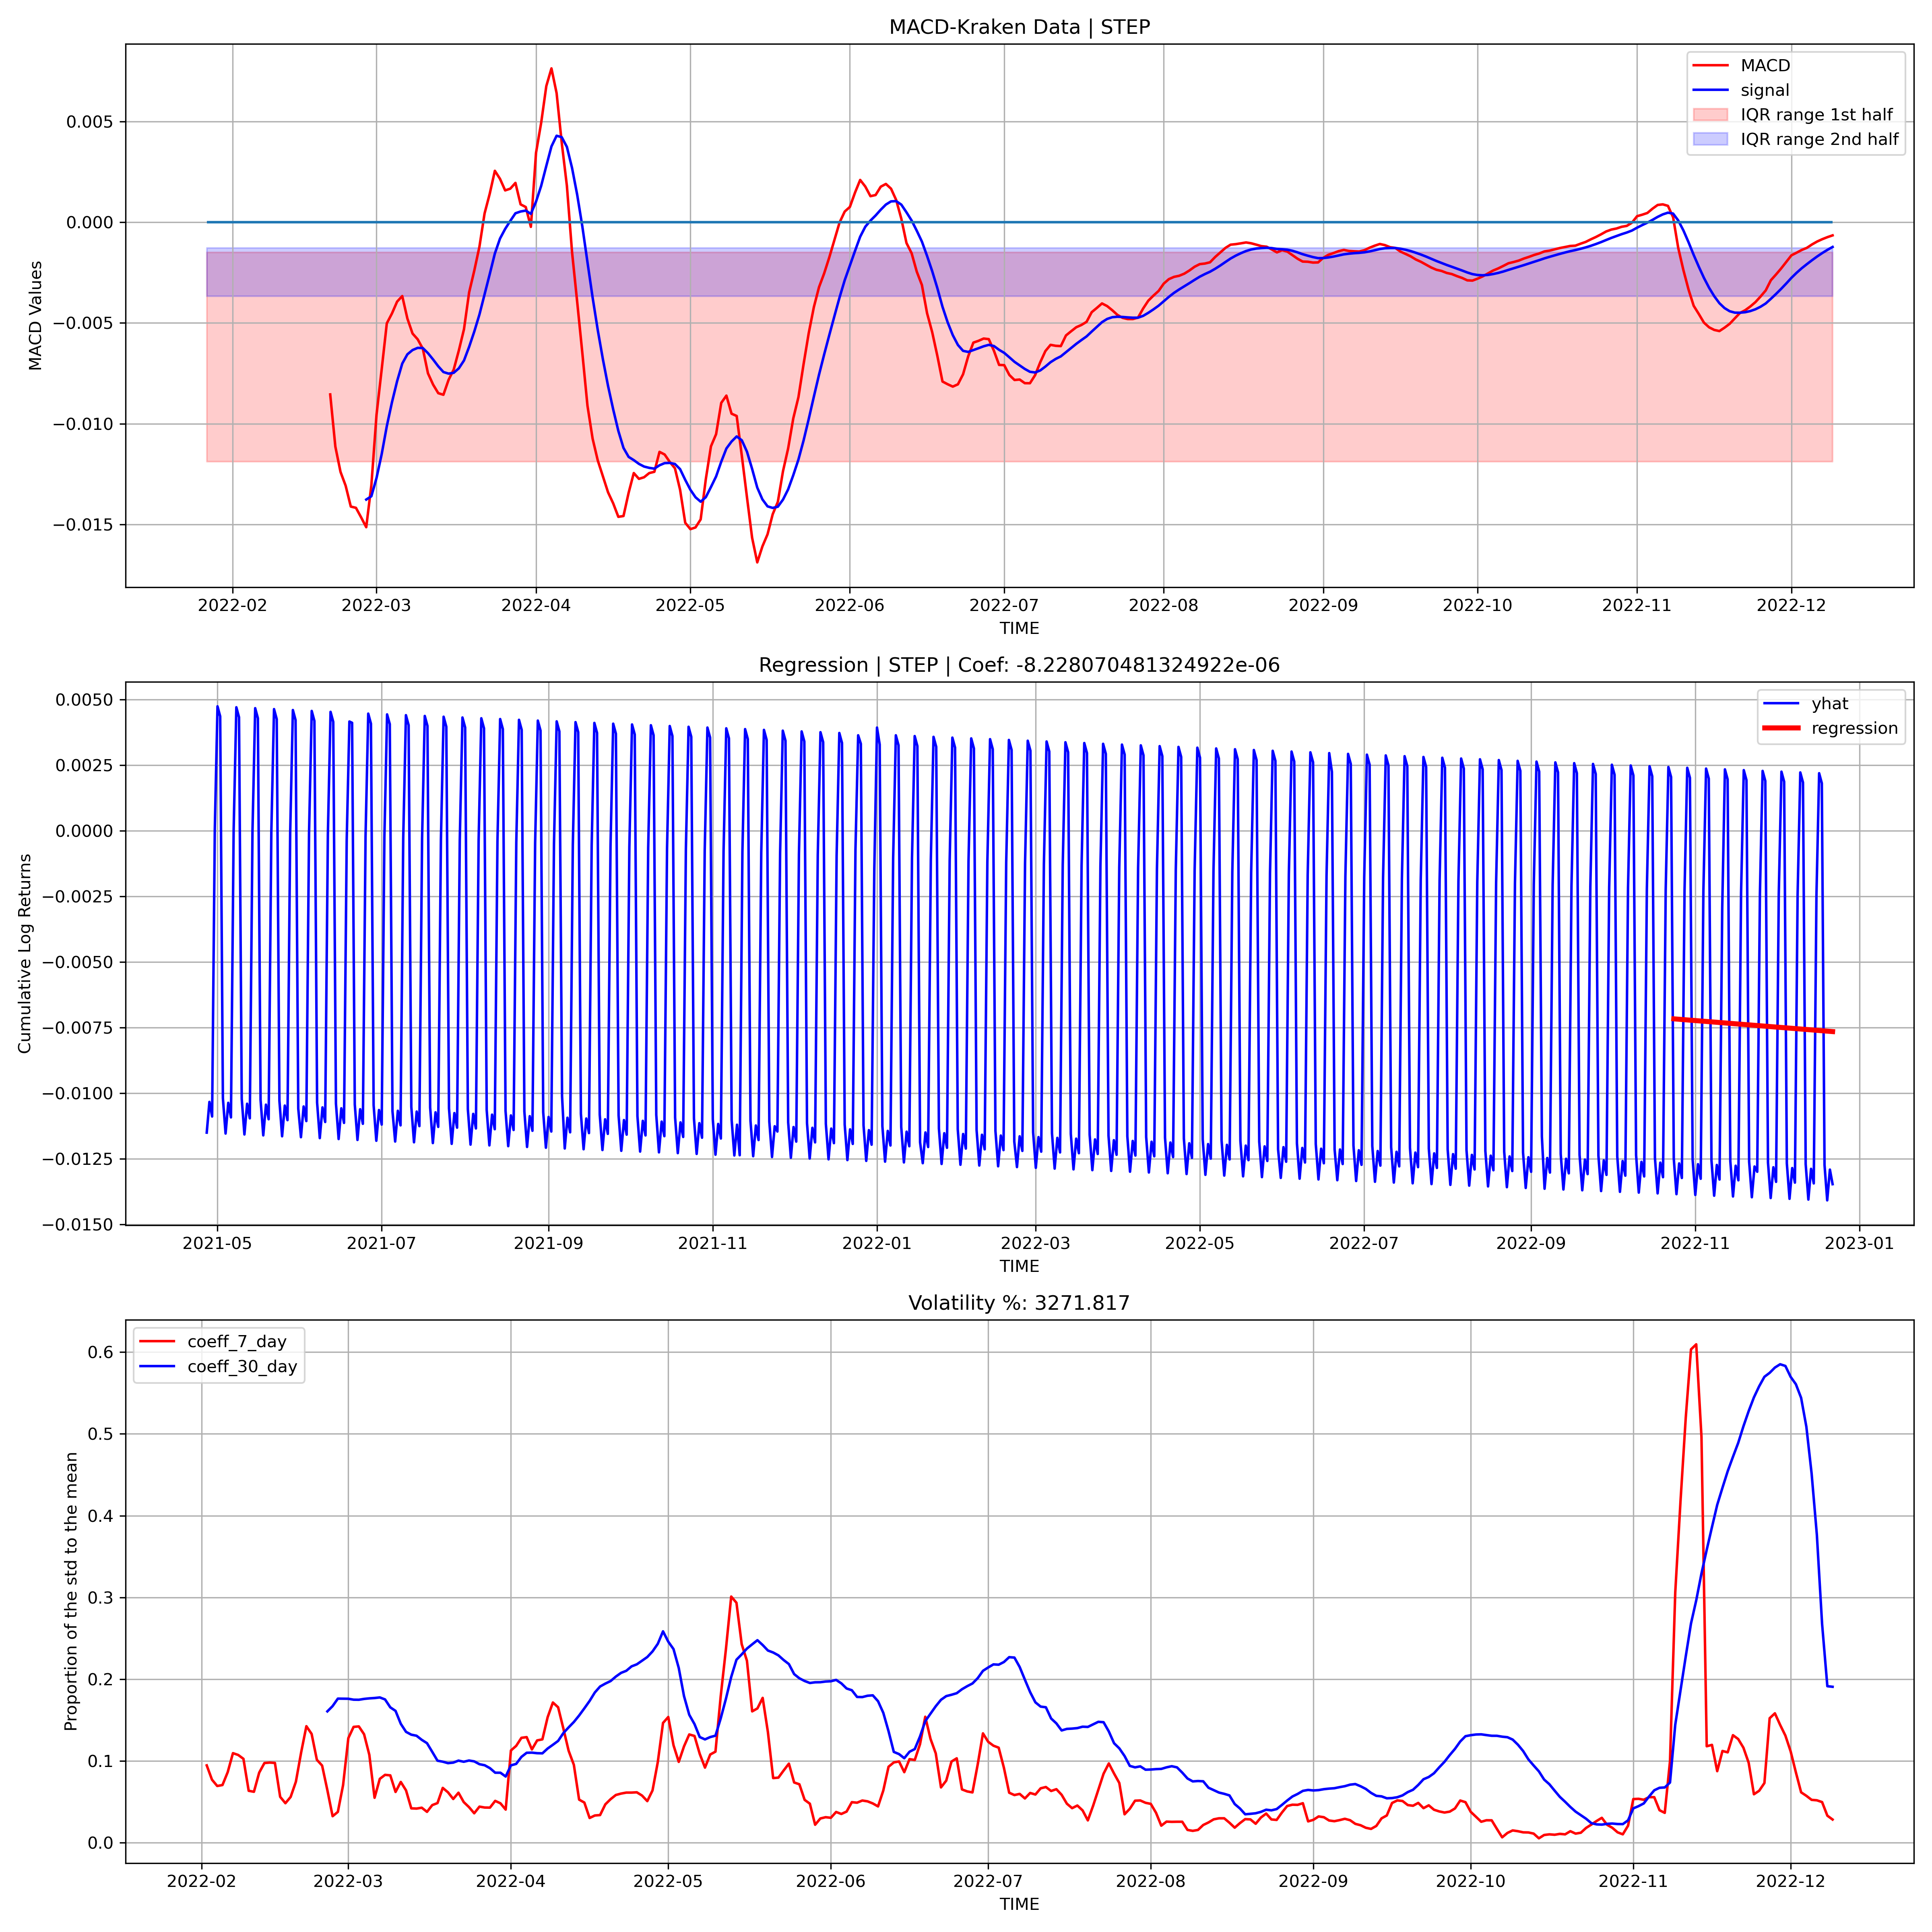 MACD-Kraken Data | STEP
MACD
signal
IQR range 1st half
IQR range 2nd half
MACD Values
0.005
0.000
−0.005
−0.010
−0.015
2022-02 2022-03 2022-04 2022-05 2022-06 2022-07 2022-08 2022-09 2022-10 2022-11 2022-12
TIME
Regression | STEP | Coef: -8.228070481324922e-06
yhat
regression
Cumulative Log Returns
0.0050
0.0025
0.0000
−0.0025
−0.0050
−0.0075
−0.0100
−0.0125
−0.0150
2021-05 2021-07 2021-09 2021-11 2022-01 2022-03 2022-05 2022-07 2022-09 2022-11 2023-01
TIME
Volatility %: 3271.817
coeff_7_day
coeff_30_day
Proportion of the std to the mean
0.6
0.5
0.4
0.3
0.2
0.1
0.0
2022-02 2022-03 2022-04 2022-05 2022-06 2022-07 2022-08 2022-09 2022-10 2022-11 2022-12
TIME